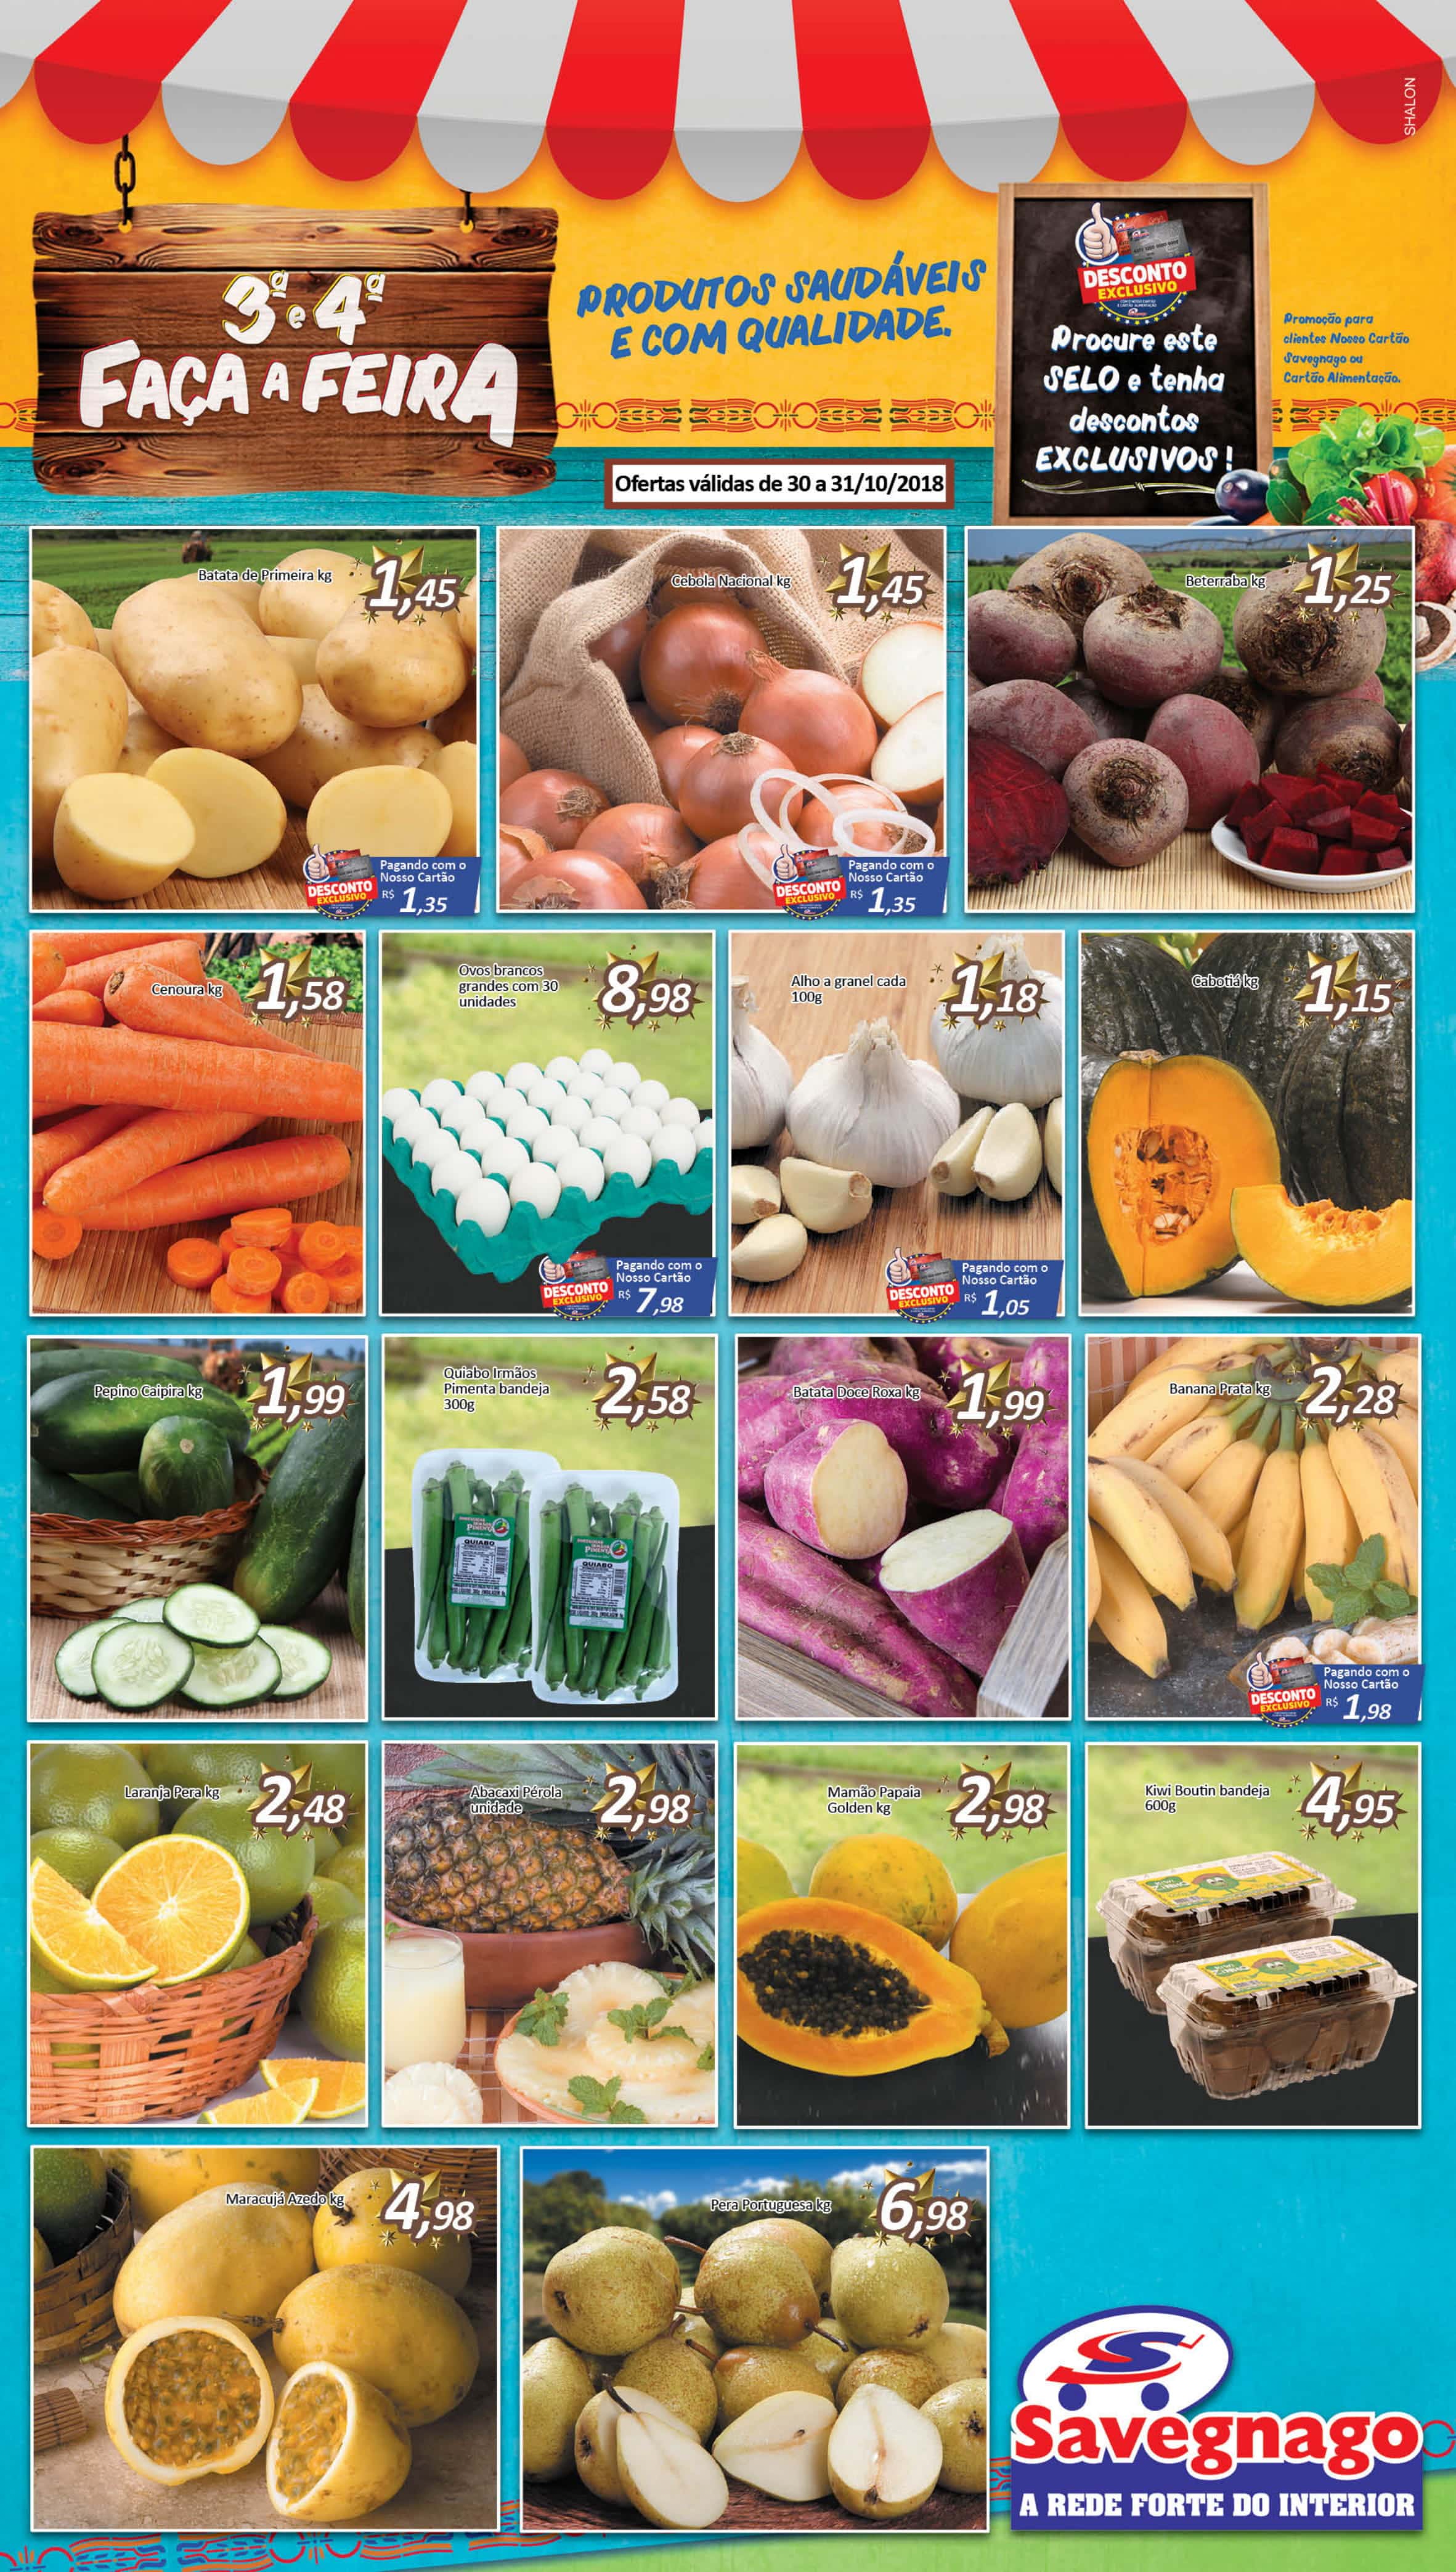 SHALON
3ª e 4ª
FAÇA A FEIRA
PRODUTOS SAUDÁVEIS
E COM QUALIDADE.
DESCONTO
EXCLUSIVO
Procure este
SELO e tenha
descontos
EXCLUSIVOS!
Promoção para
clientes Nosso Cartão
Savegnago ou
Cartão Alimentação.
Ofertas válidas de 30 a 31/10/2018
Batata de Primeira kg
1,45
DESCONTO
EXCLUSIVO
Pagando com o
Nosso Cartão
R$ 1,35
Cebola Nacional kg
1,45
DESCONTO
EXCLUSIVO
Pagando com o
Nosso Cartão
R$ 1,35
Beterraba kg
1,25
Cenoura kg
1,58
Ovos brancos
grandes com 30
unidades
8,98
DESCONTO
EXCLUSIVO
Pagando com o
Nosso Cartão
R$ 7,98
Alho a granel cada
100g
1,18
DESCONTO
EXCLUSIVO
Pagando com o
Nosso Cartão
R$ 1,05
Cabotiá kg
1,15
Pepino Caipira kg
1,99
Quiabo Irmãos
Pimenta bandeja
300g
2,58
QUIABO
QUIABO
Batata Doce Roxa kg
1,99
Banana Prata kg
2,28
DESCONTO
EXCLUSIVO
Pagando com o
Nosso Cartão
R$ 1,98
Laranja Pera kg
2,48
Abacaxi Pérola
unidade
2,98
Mamão Papaia
Golden kg
2,98
Kiwi Boutin bandeja
600g
4,95
Maracujá Azedo kg
4,98
Pera Portuguesa kg
6,98
Savegnago
A REDE FORTE DO INTERIOR